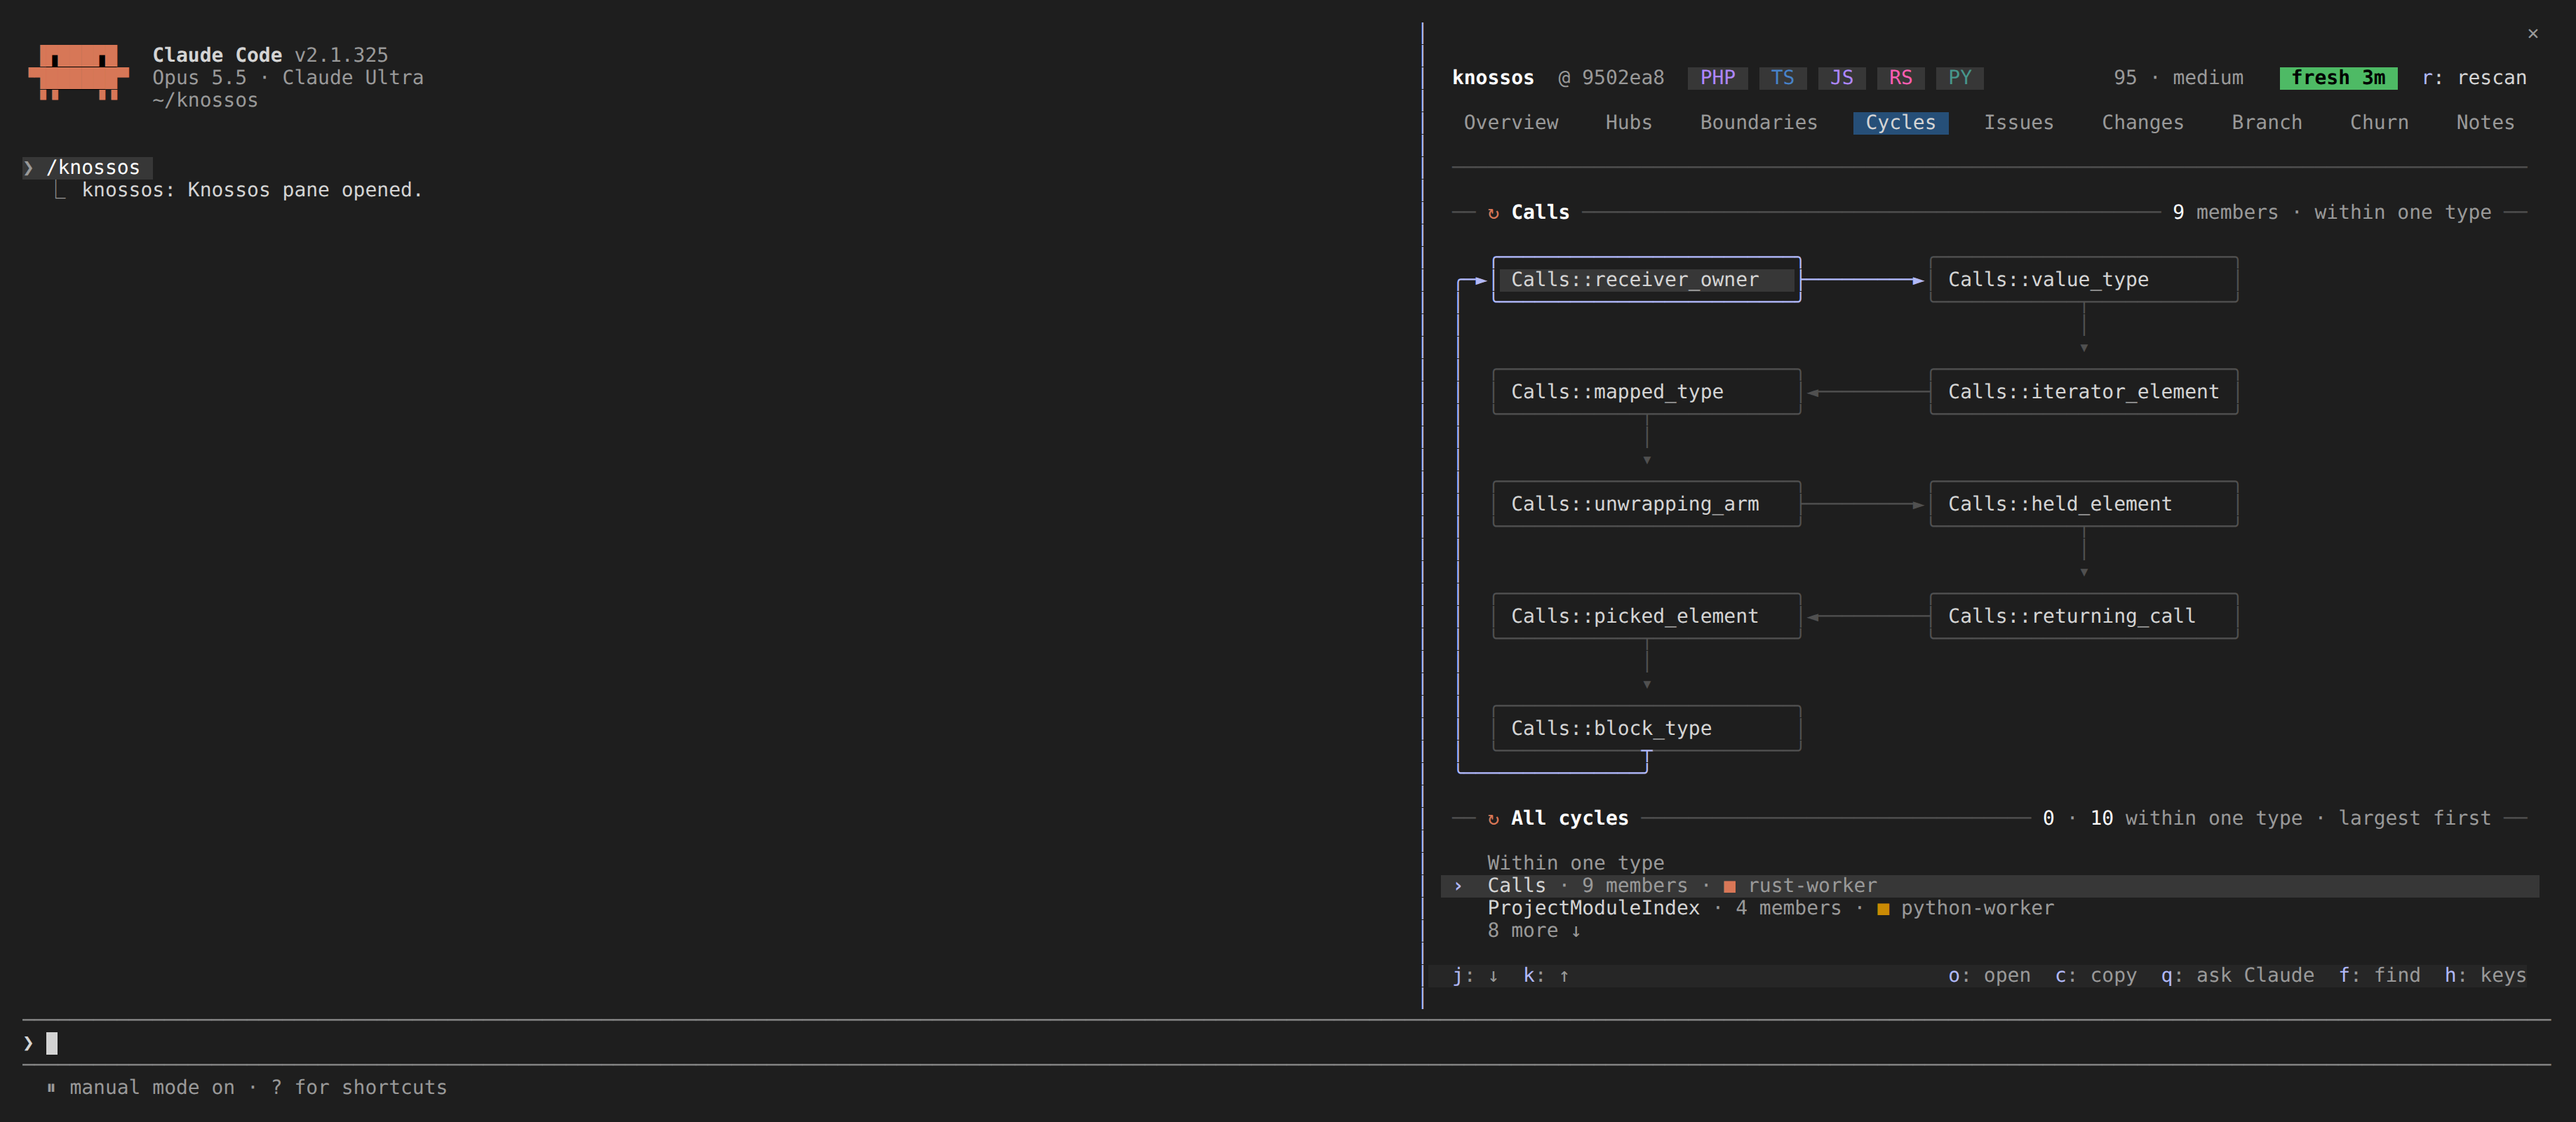 Claude Code v2.1.325
Opus 5.5 · Claude Ultra
~/knossos
❯ /knossos
knossos: Knossos pane opened.
×
knossos @ 9502ea8 PHP TS JS RS PY 95 · medium fresh 3m r: rescan
Overview Hubs Boundaries Cycles Issues Changes Branch Churn Notes
↻ Calls 9 members · within one type
Calls::receiver_owner Calls::value_type
Calls::mapped_type Calls::iterator_element
Calls::unwrapping_arm Calls::held_element
Calls::picked_element Calls::returning_call
Calls::block_type
↻ All cycles 0 · 10 within one type · largest first
Within one type
› Calls · 9 members · ■ rust-worker
ProjectModuleIndex · 4 members · ■ python-worker
8 more ↓
j: ↓ k: ↑ o: open c: copy q: ask Claude f: find h: keys
❯
⏸ manual mode on · ? for shortcuts